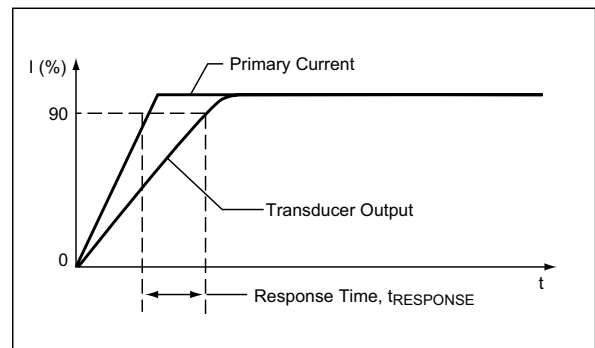 I (%)
Primary Current
90
Transducer Output
0
t
Response Time, tRESPONSE